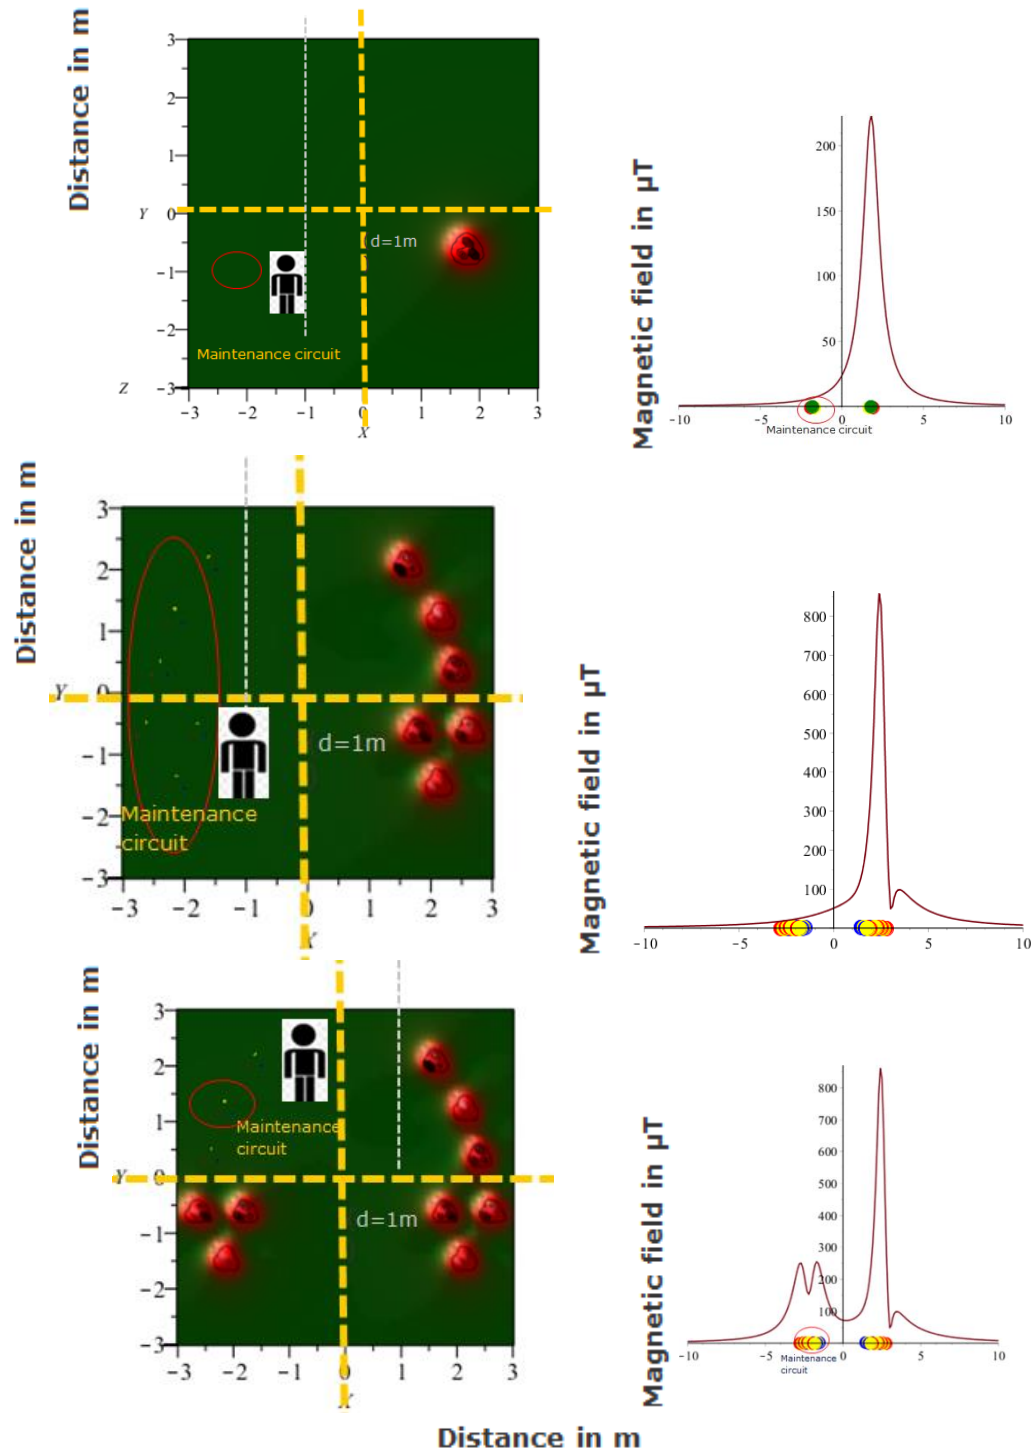 Distance in m
3
2
1
Y 0
-1
-2
Z -3
-3 -2 -1 0 1 2 3
X
d=1m
Maintenance circuit
Magnetic field in µT
200
150
100
50
-10 -5 0 5 10
Maintenance circuit
Distance in m
3
2
1
Y 0
-1
-2
-3
-3 -2 -1 0 1 2 3
X
d=1m
Maintenance
circuit
Magnetic field in µT
800
700
600
500
400
300
200
100
-10 -5 0 5 10
Distance in m
3
2
1
Y 0
-1
-2
-3
-3 -2 -1 0 1 2 3
X
Maintenance
circuit
d=1m
Magnetic field in µT
800
700
600
500
400
300
200
100
-10 -5 0 5 10
Maintenance
circuit
Distance in m